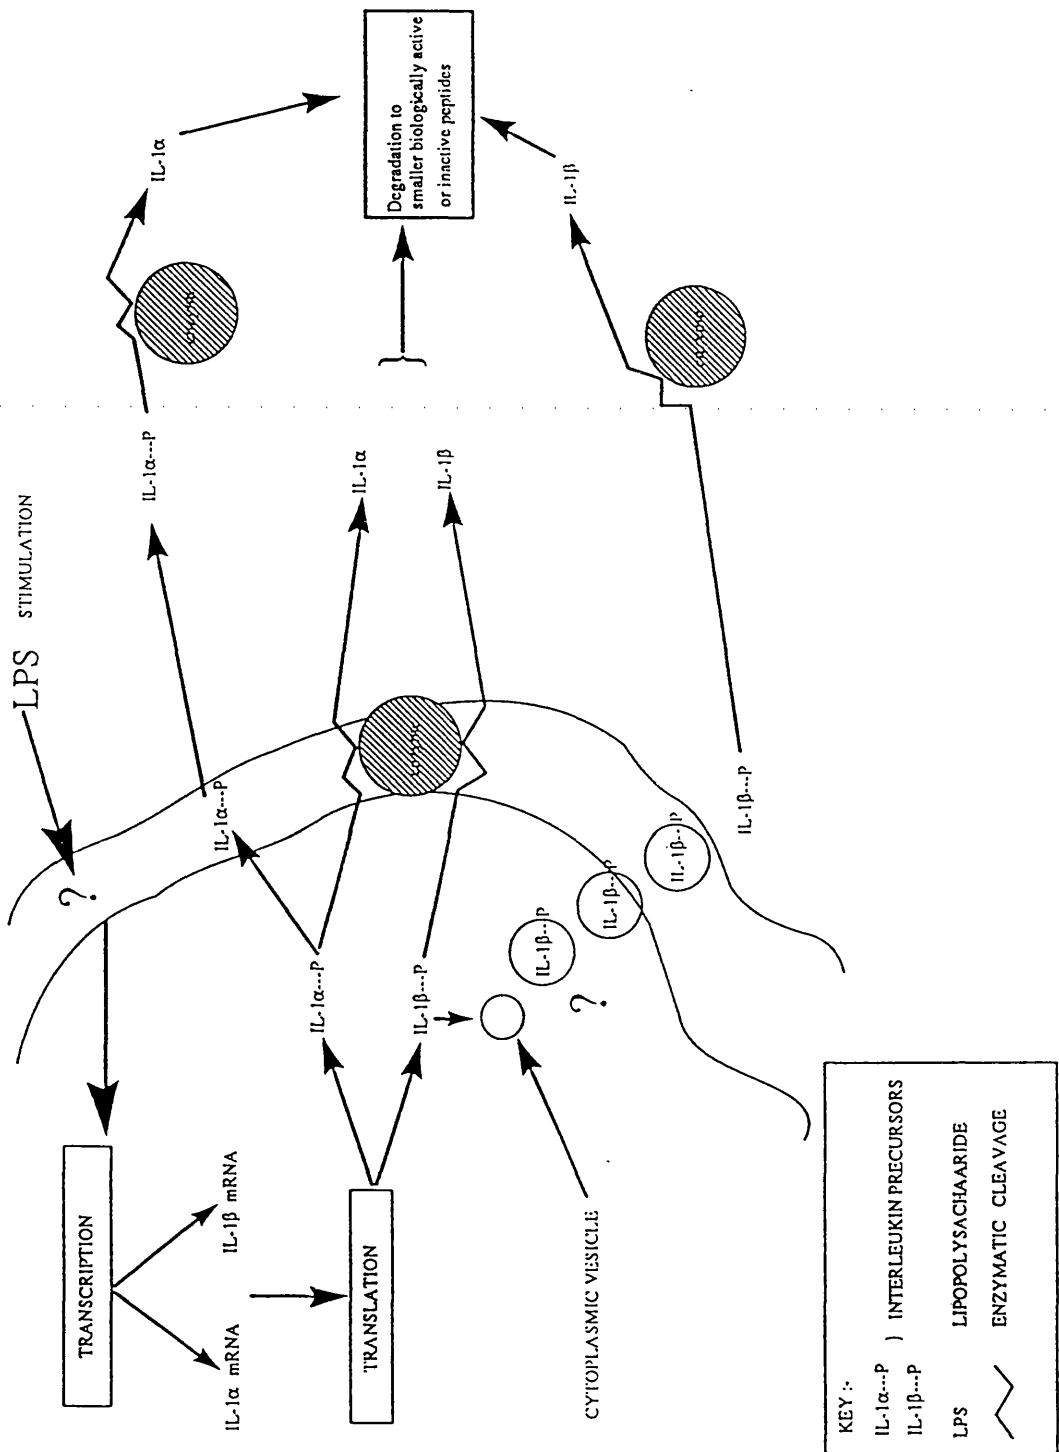 LPS STIMULATION
?
TRANSCRIPTION
IL-1α mRNA
IL-1β mRNA
TRANSLATION
IL-1α---P
IL-1β---P
IL-1α---P
IL-1α---P
IL-1α
IL-1α
IL-1β
Degradation to
smaller biologically active
or inactive peptides
CYTOPLASMIC VESICLE
?
IL-1β---P
IL-1β---P
IL-1β---P
IL-1β---P
IL-1β
KEY :-
IL-1α---P
IL-1β---P
) INTERLEUKIN PRECURSORS
LPS LIPOPOLYSACHAARIDE
ENZYMATIC CLEAVAGE